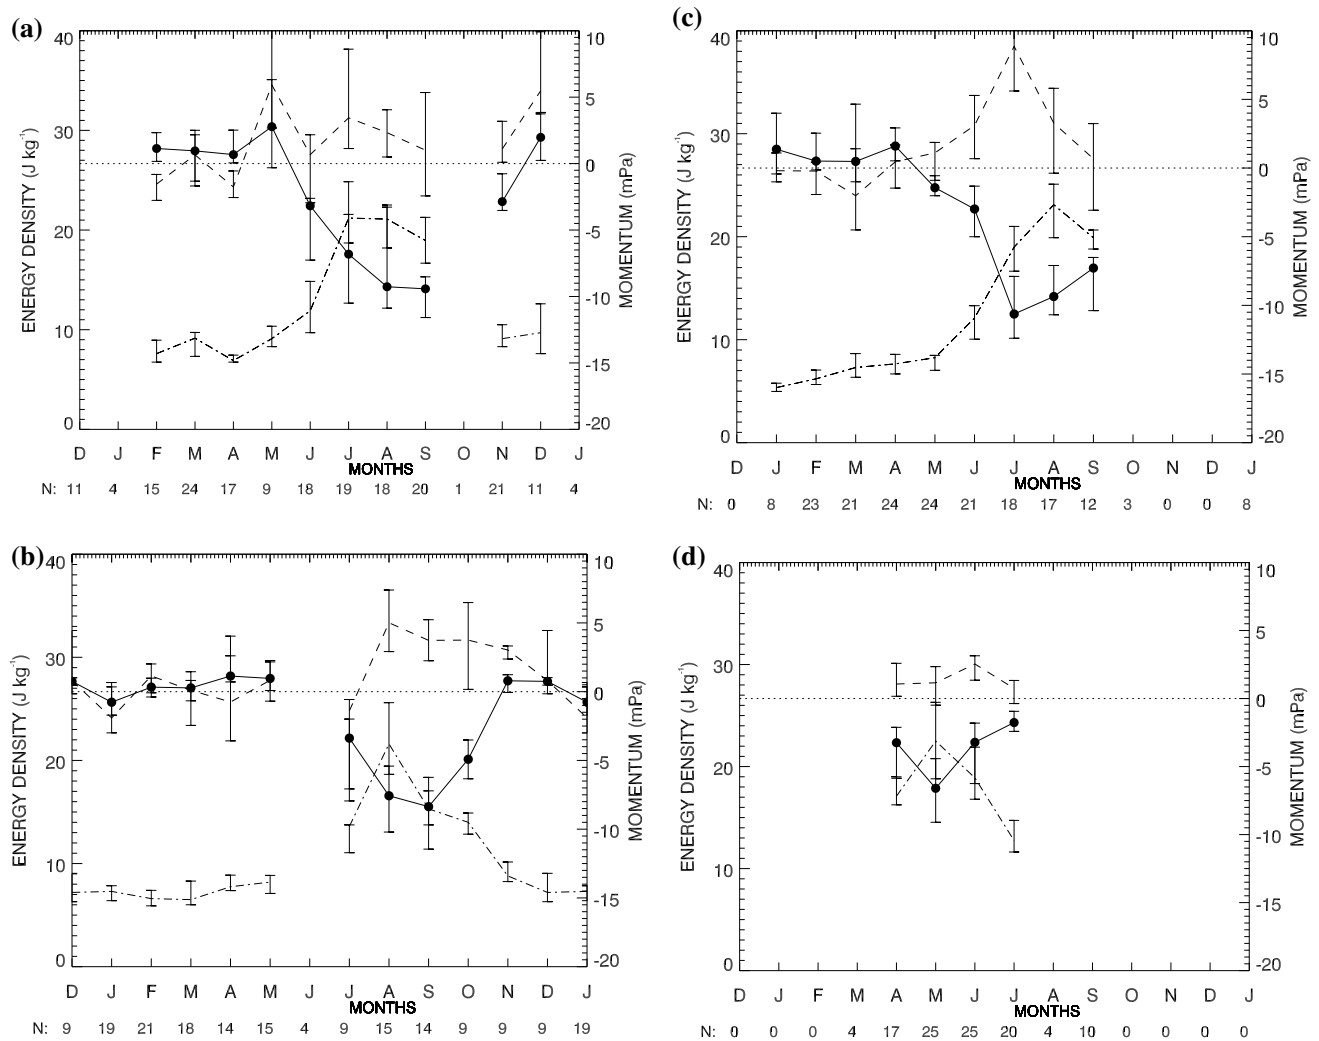 (a)
40
30
20
10
0
ENERGY DENSITY (J kg⁻¹)
10
5
0
-5
-10
-15
-20
MOMENTUM (mPa)
D J F M A M J J A S O N D J
MONTHS
N: 11 4 15 24 17 9 18 19 18 20 1 21 11 4
(c)
40
30
20
10
0
ENERGY DENSITY (J kg⁻¹)
10
5
0
-5
-10
-15
-20
MOMENTUM (mPa)
D J F M A M J J A S O N D J
MONTHS
N: 0 8 23 21 24 24 21 18 17 12 3 0 0 8
(b)
40
30
20
10
0
ENERGY DENSITY (J kg⁻¹)
10
5
0
-5
-10
-15
-20
MOMENTUM (mPa)
D J F M A M J J A S O N D J
MONTHS
N: 9 19 21 18 14 15 4 9 15 14 9 9 9 19
(d)
40
30
20
10
0
ENERGY DENSITY (J kg⁻¹)
10
5
0
-5
-10
-15
-20
MOMENTUM (mPa)
D J F M A M J J A S O N D J
MONTHS
N: 0 0 0 4 17 25 25 20 4 10 0 0 0 0